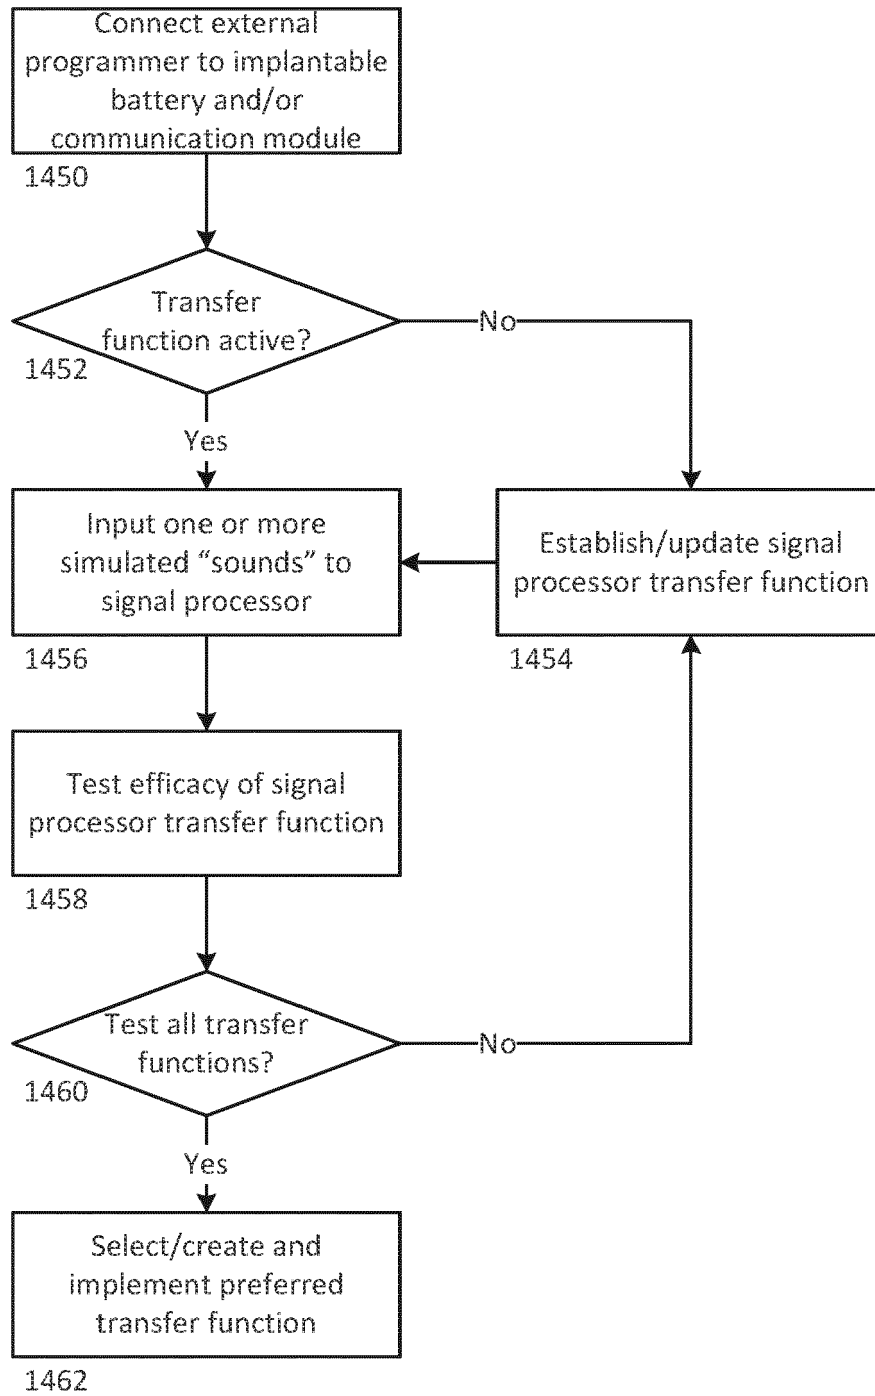 Connect external
programmer to implantable
battery and/or
communication module
1450
Transfer
function active?
1452
No
Yes
Input one or more
simulated “sounds” to
signal processor
1456
Establish/update signal
processor transfer function
1454
Test efficacy of signal
processor transfer function
1458
Test all transfer
functions?
1460
No
Yes
Select/create and
implement preferred
transfer function
1462